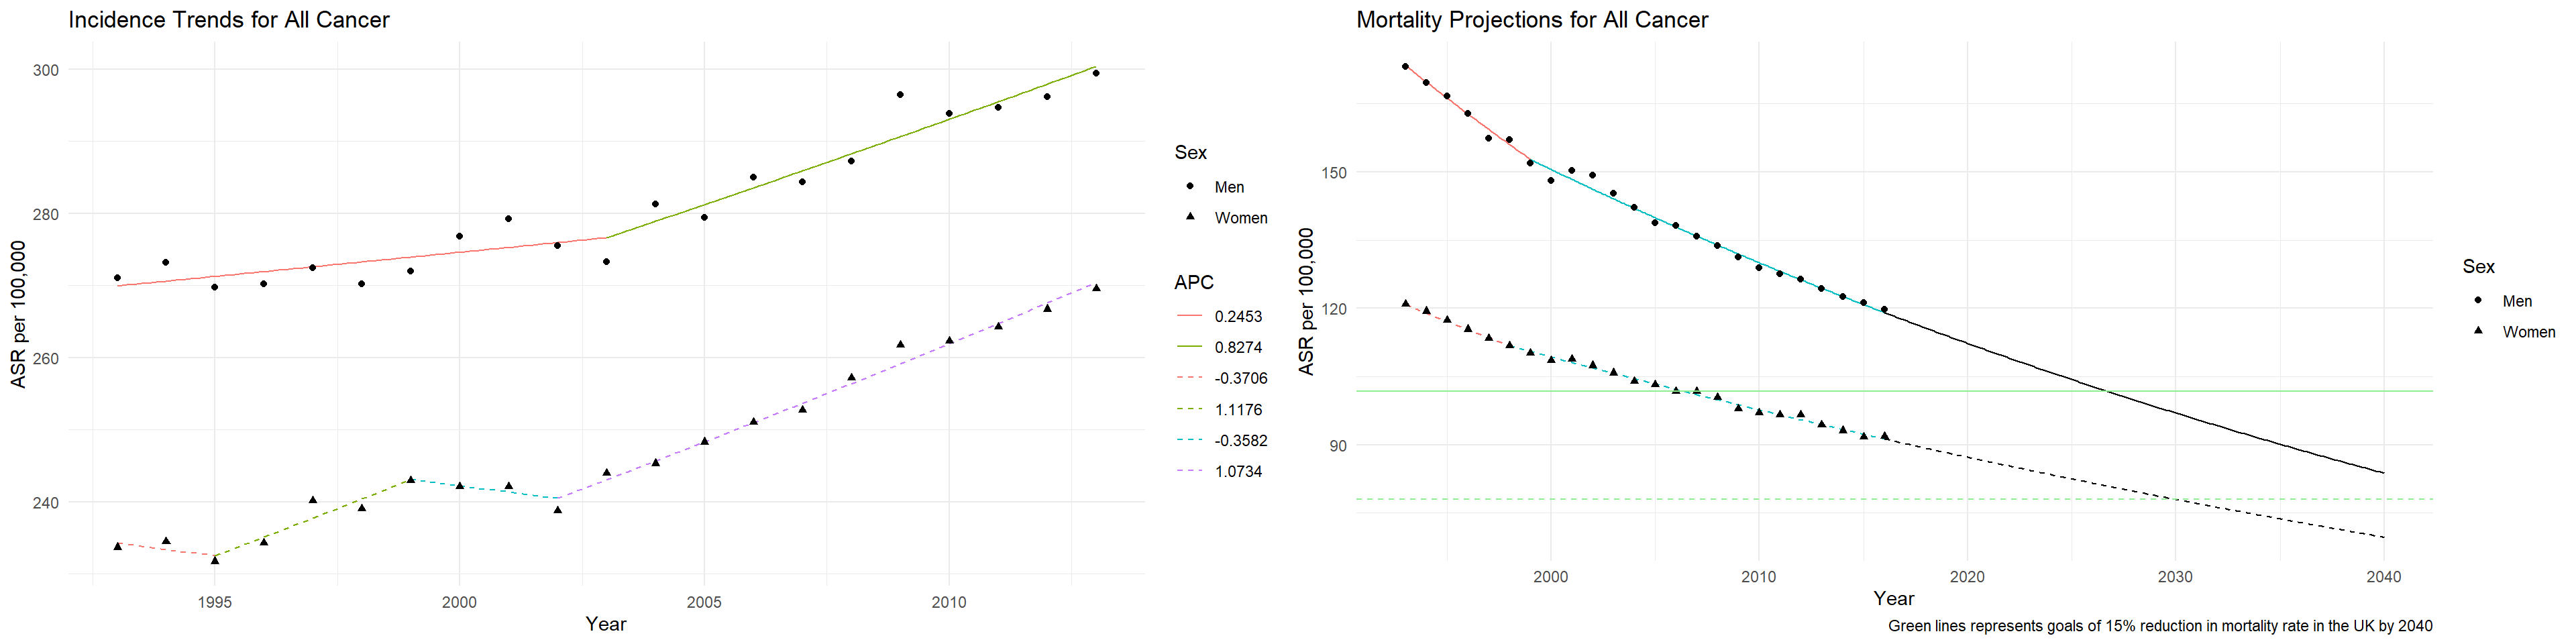 Incidence Trends for All Cancer
300
280
260
240
ASR per 100,000
1995
2000
2005
2010
Year
Sex
Men
Women
APC
0.2453
0.8274
-0.3706
1.1176
-0.3582
1.0734
Mortality Projections for All Cancer
150
120
90
ASR per 100,000
2000
2010
2020
2030
2040
Year
Sex
Men
Women
Green lines represents goals of 15% reduction in mortality rate in the UK by 2040